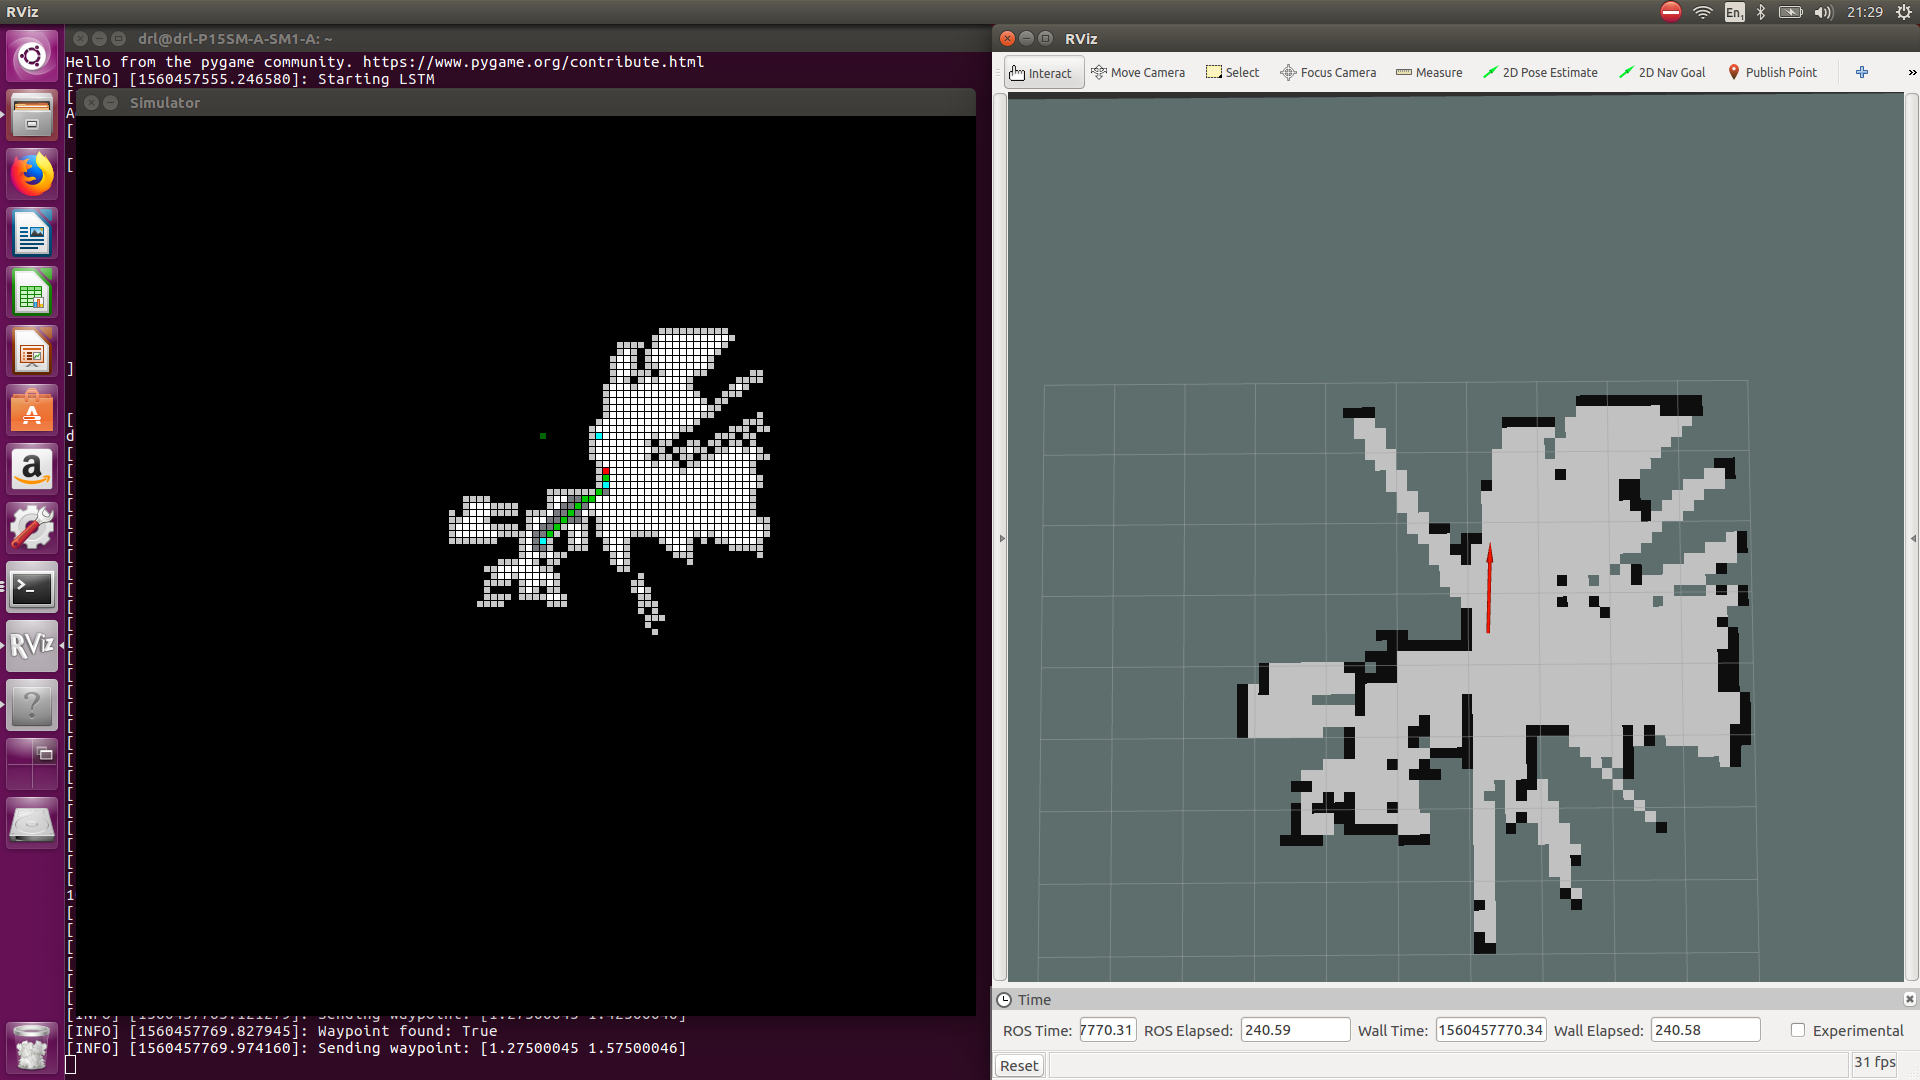 RViz
En1
21:29
drl@drl-P15SM-A-SM1-A: ~
RViz
Hello from the pygame community. https://www.pygame.org/contribute.html
[INFO] [1560457555.246580]: Starting LSTM
Interact
Move Camera
Select
Focus Camera
Measure
2D Pose Estimate
2D Nav Goal
Publish Point
Simulator
[INFO] [1560457769.827945]: Waypoint found: True
[INFO] [1560457769.974160]: Sending waypoint: [1.27500045 1.57500046]
Time
ROS Time: 7770.31 ROS Elapsed: 240.59 Wall Time: 1560457770.34 Wall Elapsed: 240.58 Experimental
Reset
31 fps